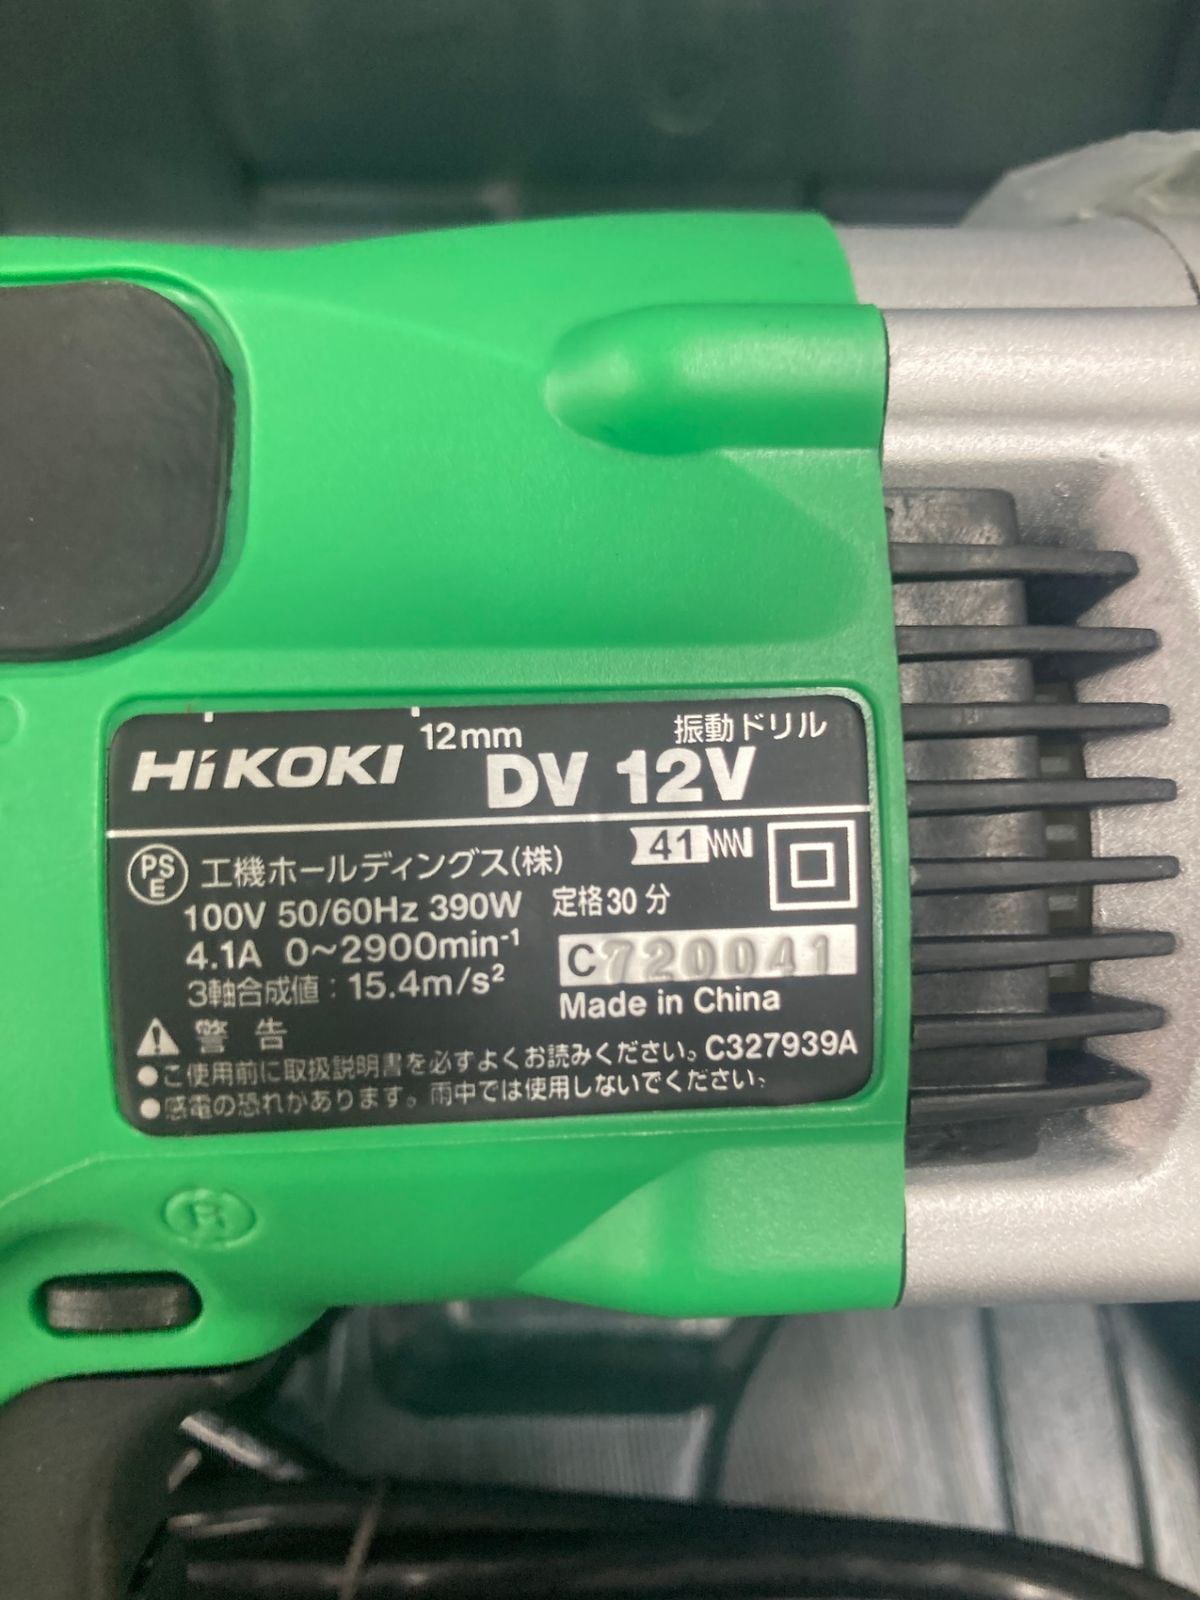 12mm 振動ドリル
HiKOKI DV 12V
PSE 工機ホールディングス(株) 41
100V 50/60Hz 390W 定格30分
4.1A 0～2900min⁻¹ C720041
3軸合成値：15.4m/s² Made in China
警告
●ご使用前に取扱説明書を必ずよくお読みください。C327939A
●感電の恐れがあります。雨中では使用しないでください。
R